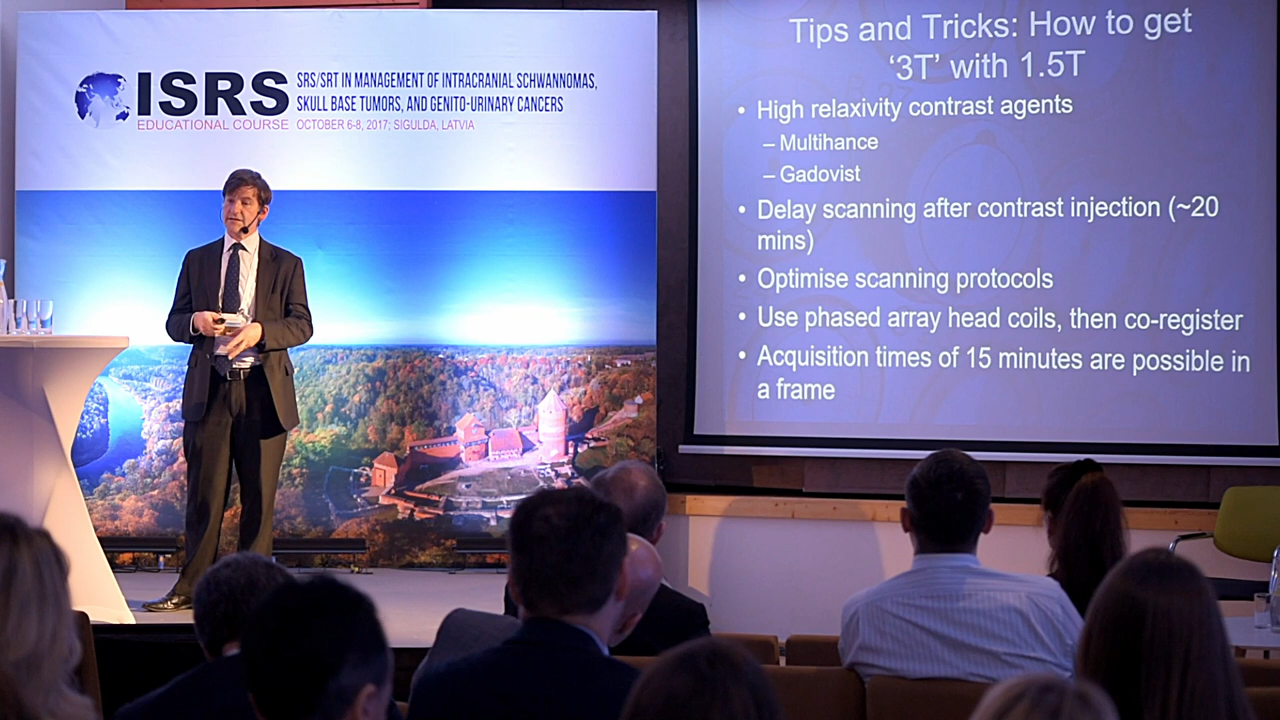 ISRS
EDUCATIONAL COURSE
SRS/SRT IN MANAGEMENT OF INTRACRANIAL SCHWANNOMAS,
SKULL BASE TUMORS, AND GENITO-URINARY CANCERS
OCTOBER 6-8, 2017; SIGULDA, LATVIA
Tips and Tricks: How to get
‘3T’ with 1.5T
• High relaxivity contrast agents
– Multihance
– Gadovist
• Delay scanning after contrast injection (~20
mins)
• Optimise scanning protocols
• Use phased array head coils, then co-register
• Acquisition times of 15 minutes are possible in
a frame